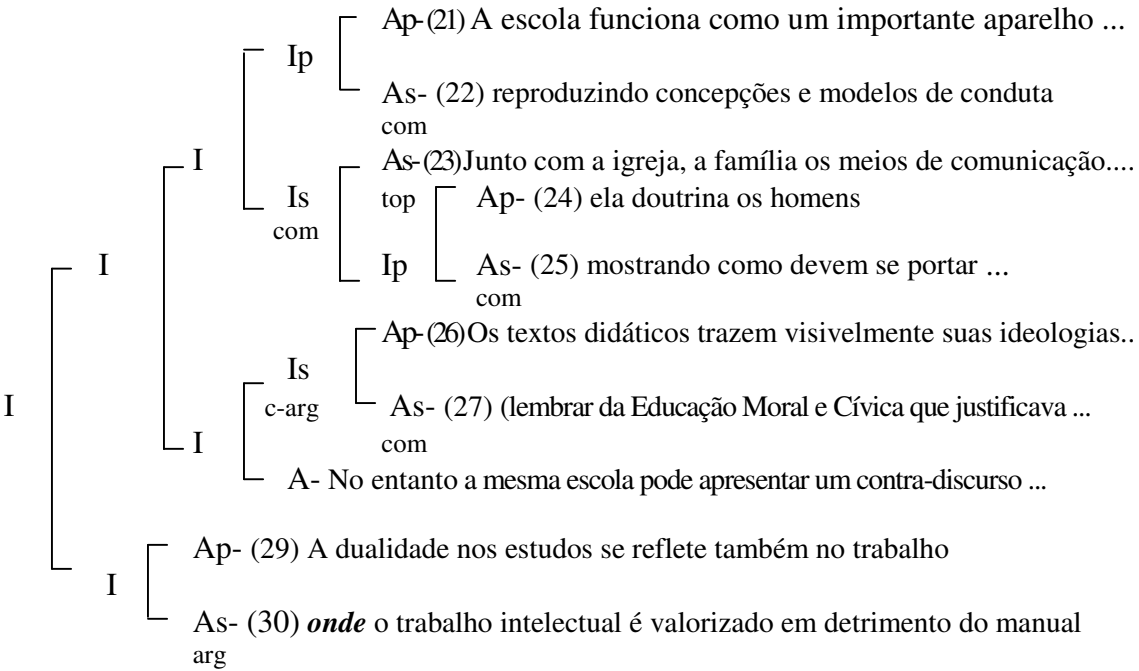 Ap-(21) A escola funciona como um importante aparelho ...
Ip
As- (22) reproduzindo concepções e modelos de conduta
com
I
As-(23)Junto com a igreja, a família os meios de comunicação....
Is
top
Ap- (24) ela doutrina os homens
com
I
Ip
As- (25) mostrando como devem se portar ...
com
Ap-(26)Os textos didáticos trazem visivelmente suas ideologias..
Is
I
c-arg
As- (27) (lembrar da Educação Moral e Cívica que justificava ...
I
com
A- No entanto a mesma escola pode apresentar um contra-discurso ...
Ap- (29) A dualidade nos estudos se reflete também no trabalho
I
As- (30) onde o trabalho intelectual é valorizado em detrimento do manual
arg